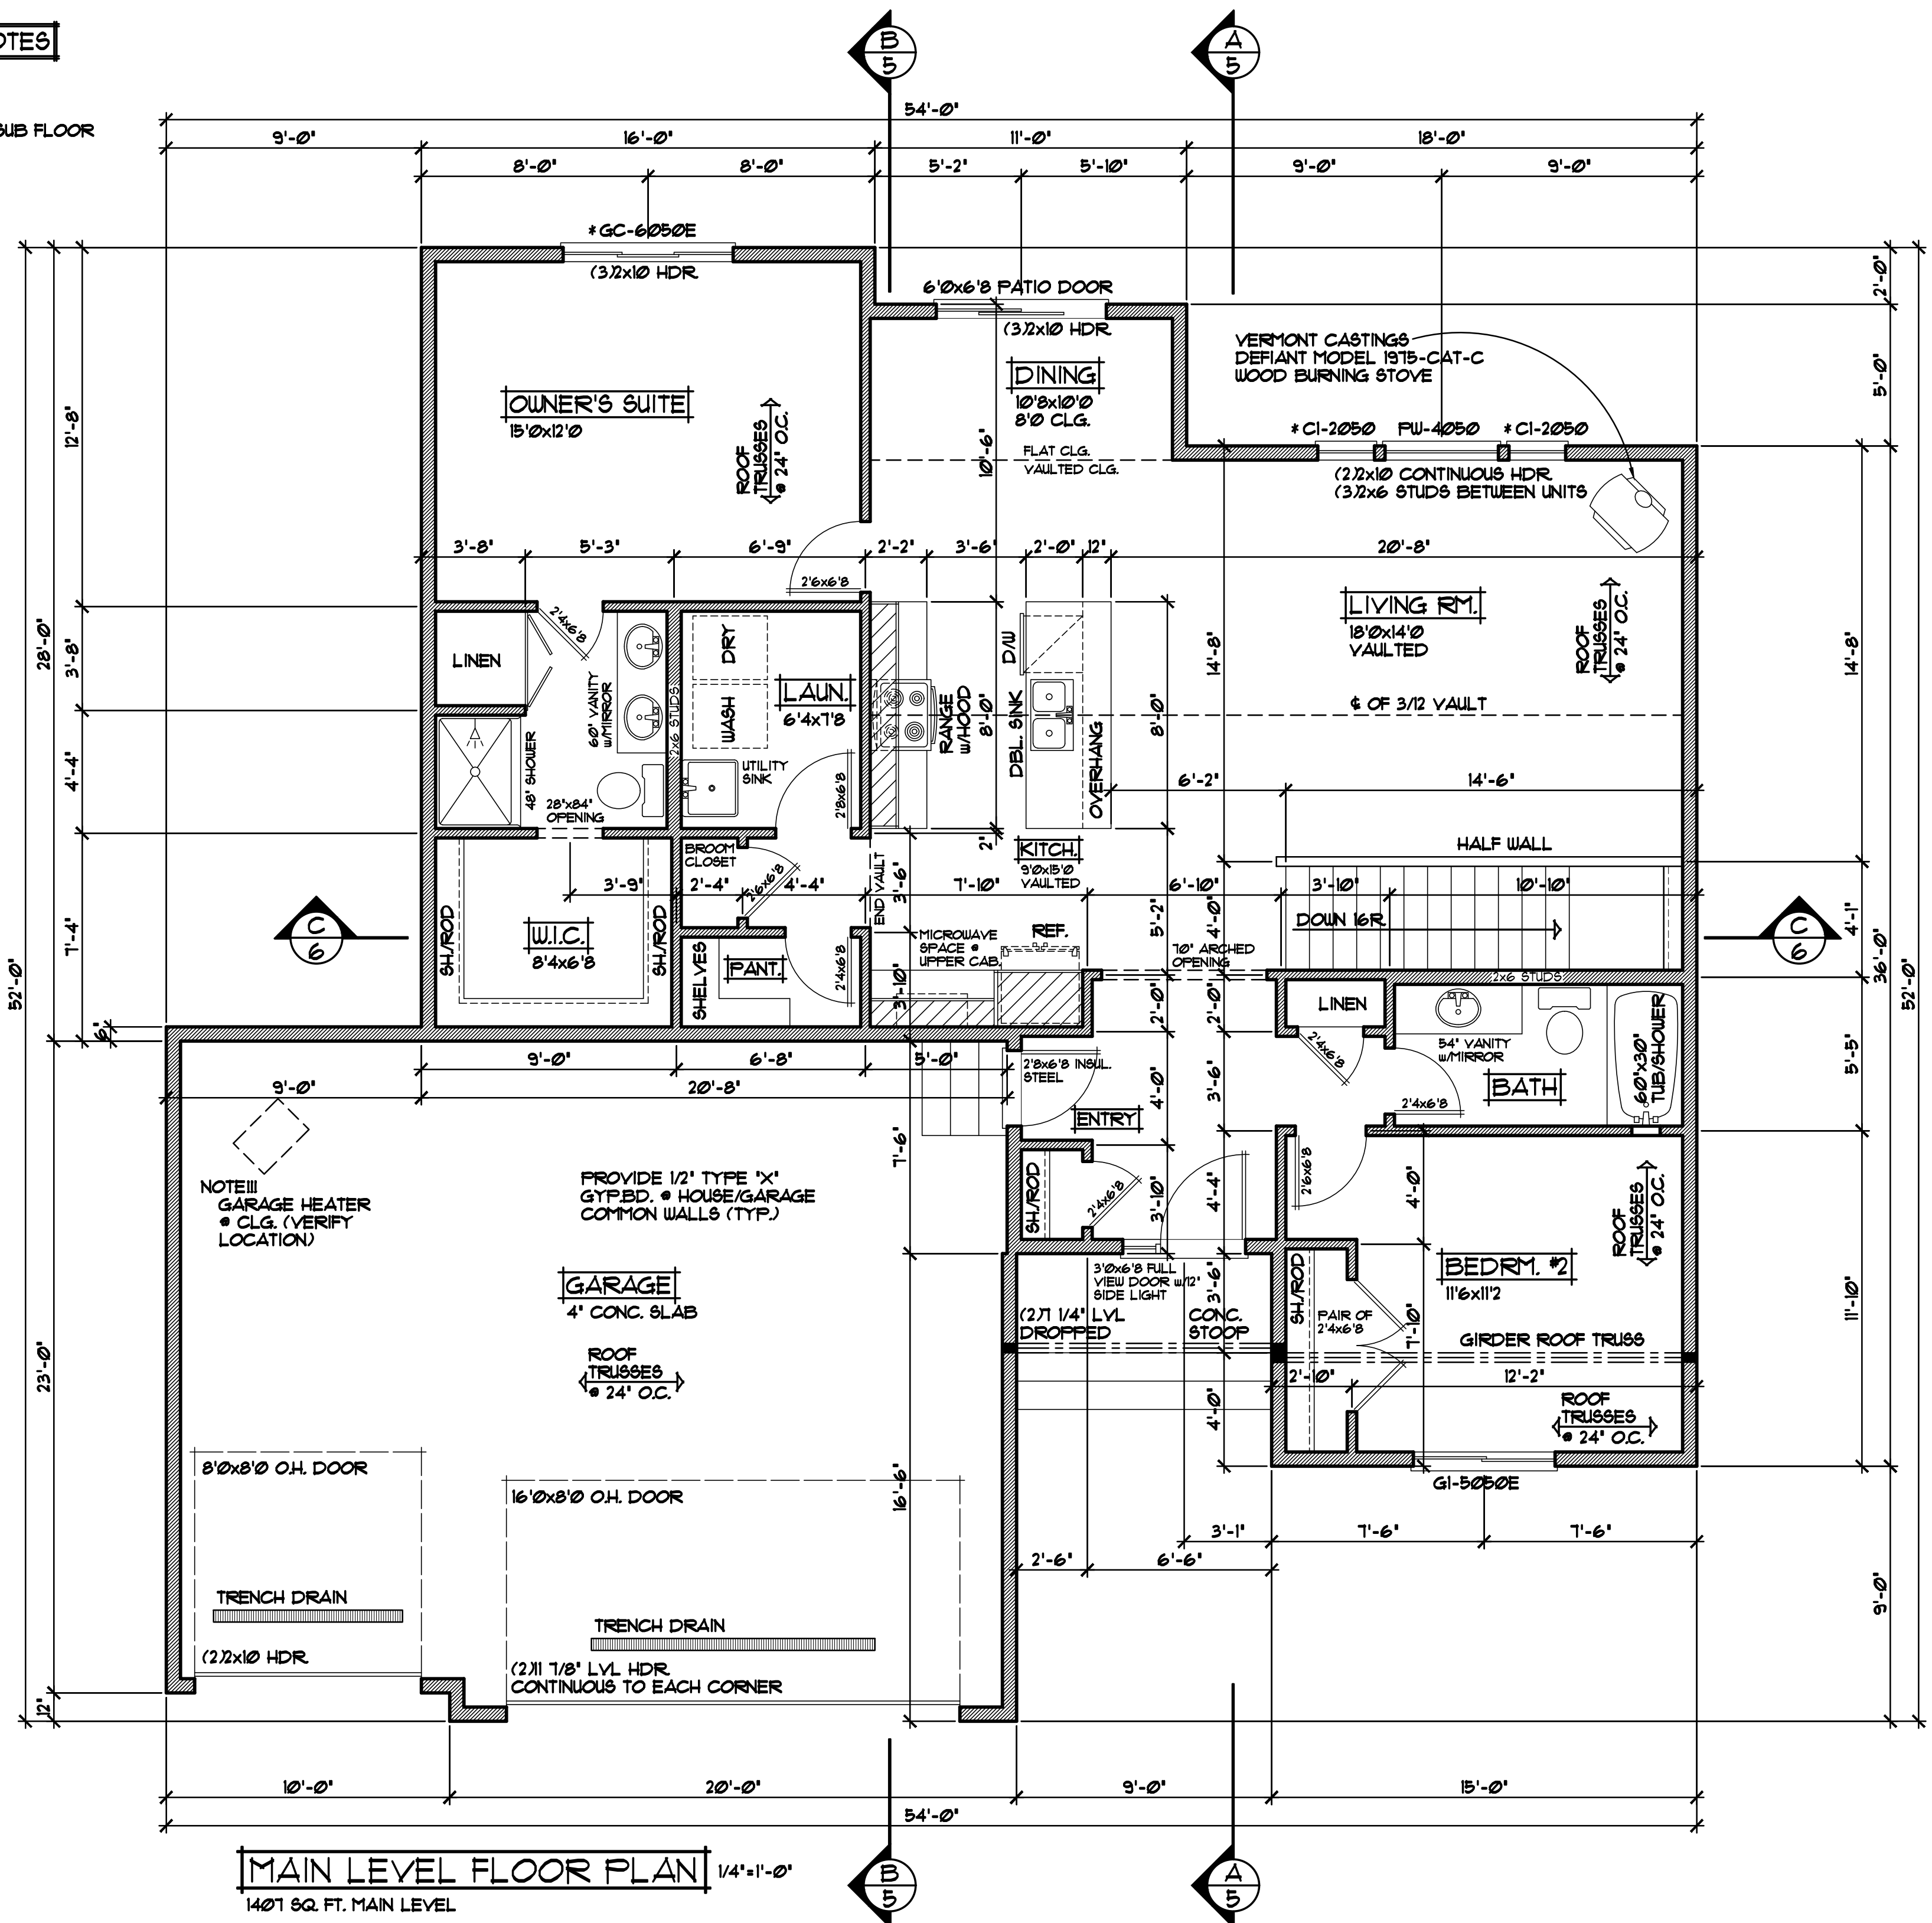 OTES
SUB FLOOR
B
5
A
5
54'-0"
9'-0"
16'-0"
11'-0"
18'-0"
8'-0"
8'-0"
5'-2"
5'-10"
9'-0"
9'-0"
*GC-6050E
(3)2x10 HDR.
6'0x6'8 PATIO DOOR
(3)2x10 HDR.
DINING
10'8x10'0
8'0 CLG.
FLAT CLG.
VAULTED CLG.
10'-6"
VERMONT CASTINGS
DEFIANT MODEL 1975-CAT-C
WOOD BURNING STOVE
*C1-2050
PW-4050
*C1-2050
(2)2x10 CONTINUOUS HDR.
(3)2x6 STUDS BETWEEN UNITS
OWNER'S SUITE
15'0x12'0
ROOF
TRUSSES
@ 24" O.C.
52'-0"
28'-0"
12'-8"
3'-8"
4'-4"
7'-4"
6"
23'-0"
12"
2'-0"
5'-0"
14'-8"
4'-1"
5'-5"
11'-10"
36'-0"
9'-0"
52'-0"
3'-8"
5'-3"
6'-9"
2'-2"
3'-6"
2'-0"
12"
20'-8"
2'6x6'8
2'4x6'8
LINEN
60" VANITY
w/MIRROR
2x6 STUDS
DRY
WASH
LAUN.
6'4x7'8
UTILITY
SINK
2'8x6'8
48" SHOWER
28"x84"
OPENING
RANGE
w/HOOD
8'-0"
D/W
DBL. SINK
OVERHANG
8'-0"
2"
KITCH.
9'0x15'0
VAULTED
14'-8"
LIVING RM.
18'0x14'0
VAULTED
ROOF
TRUSSES
@ 24" O.C.
℄ OF 3/12 VAULT
6'-2"
14'-6"
HALF WALL
BROOM
CLOSET
2'6x6'8
END VAULT
3'-6"
3'-9"
2'-4"
4'-4"
7'-10"
6'-10"
3'-10"
10'-10"
C
6
C
6
SH./ROD
W.I.C.
8'4x6'8
SH./ROD
SHELVES
PANT.
2'4x6'8
3'-10"
MICROWAVE
SPACE @
UPPER CAB.
REF.
5'-2"
4'-0"
70" ARCHED
OPENING
DOWN 16R
2x6 STUDS
LINEN
2'-0"
2'-0"
2'4x6'8
54" VANITY
w/MIRROR
BATH
2'4x6'8
60"x30"
TUB/SHOWER
9'-0"
6'-8"
5'-0"
9'-0"
20'-8"
2'8x6'8 INSUL.
STEEL
4'-0"
3'-6"
ENTRY
7'-6"
NOTE!!!
GARAGE HEATER
@ CLG. (VERIFY
LOCATION)
PROVIDE 1/2" TYPE "X"
GYP.BD. @ HOUSE/GARAGE
COMMON WALLS (TYP.)
SH./ROD
2'4x6'8
3'-10"
4'-4"
2'6x6'8
4'-0"
ROOF
TRUSSES
@ 24" O.C.
GARAGE
4" CONC. SLAB
ROOF
TRUSSES
@ 24" O.C.
3'0x6'8 FULL
VIEW DOOR w/12"
SIDE LIGHT
3'-6"
(2)7 1/4" LVL
DROPPED
CONC.
STOOP
SH./ROD
PAIR OF
2'4x6'8
7'-10"
BEDRM. #2
11'6x11'2
GIRDER ROOF TRUSS
2'-10"
12'-2"
4'-0"
ROOF
TRUSSES
@ 24" O.C.
G1-5050E
8'0x8'0 O.H. DOOR
16'0x8'0 O.H. DOOR
16'-6"
3'-1"
7'-6"
7'-6"
2'-6"
6'-6"
TRENCH DRAIN
TRENCH DRAIN
(2)2x10 HDR.
(2)11 7/8" LVL HDR.
CONTINUOUS TO EACH CORNER
10'-0"
20'-0"
9'-0"
15'-0"
54'-0"
MAIN LEVEL FLOOR PLAN
1/4"=1'-0"
1407 SQ. FT. MAIN LEVEL
B
5
A
5